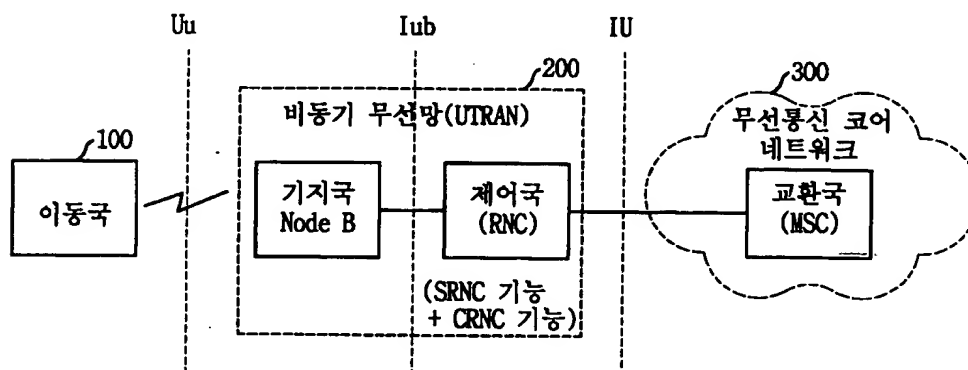 Uu
Iub
IU
200
300
비동기 무선망(UTRAN)
무선통신 코어
네트워크
100
이동국
기지국
Node B
제어국
(RNC)
교환국
(MSC)
(SRNC 기능
+ CRNC 기능)